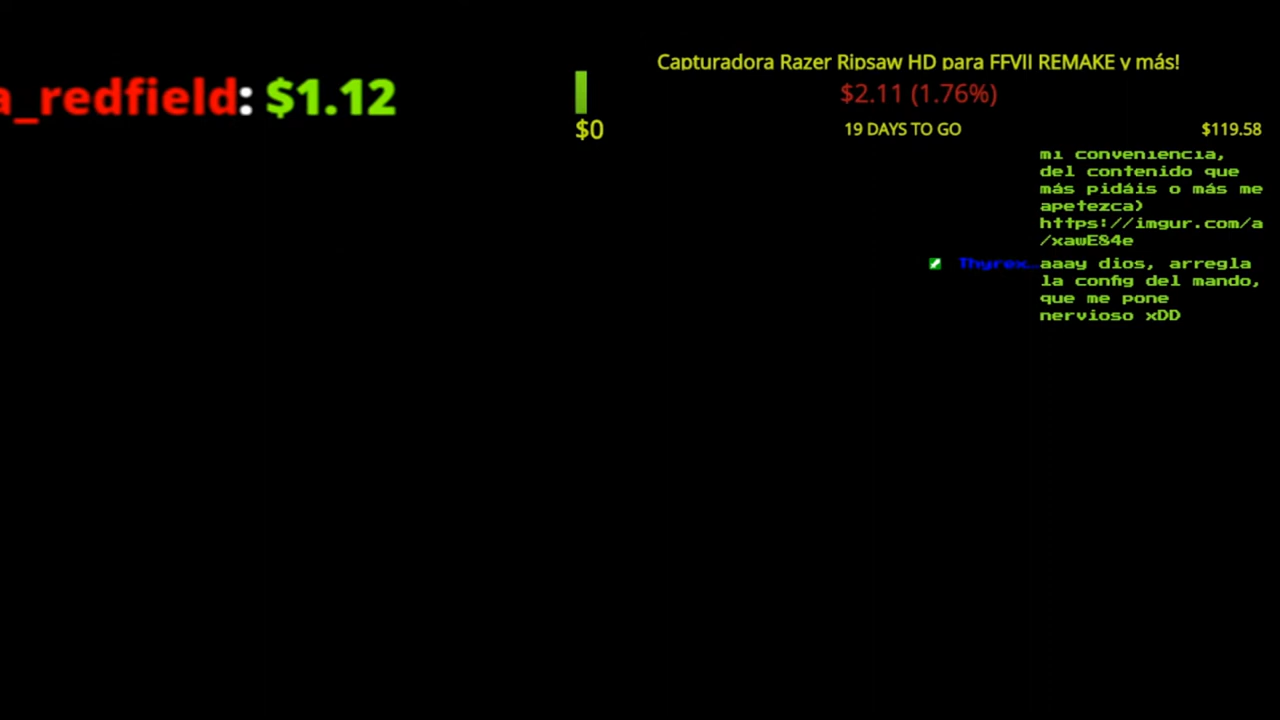 Capturadora Razer Ripsaw HD para FFVII REMAKE y más!
a_redfield: $1.12
$2.11 (1.76%)
$0
19 DAYS TO GO
$119.58
mi conveniencia,
del contenido que
más pidáis o más me
apetezca)
https://imgur.com/a
/xawE84e
Thyrex… aaay dios, arregla
la config del mando,
que me pone
nervioso xDD